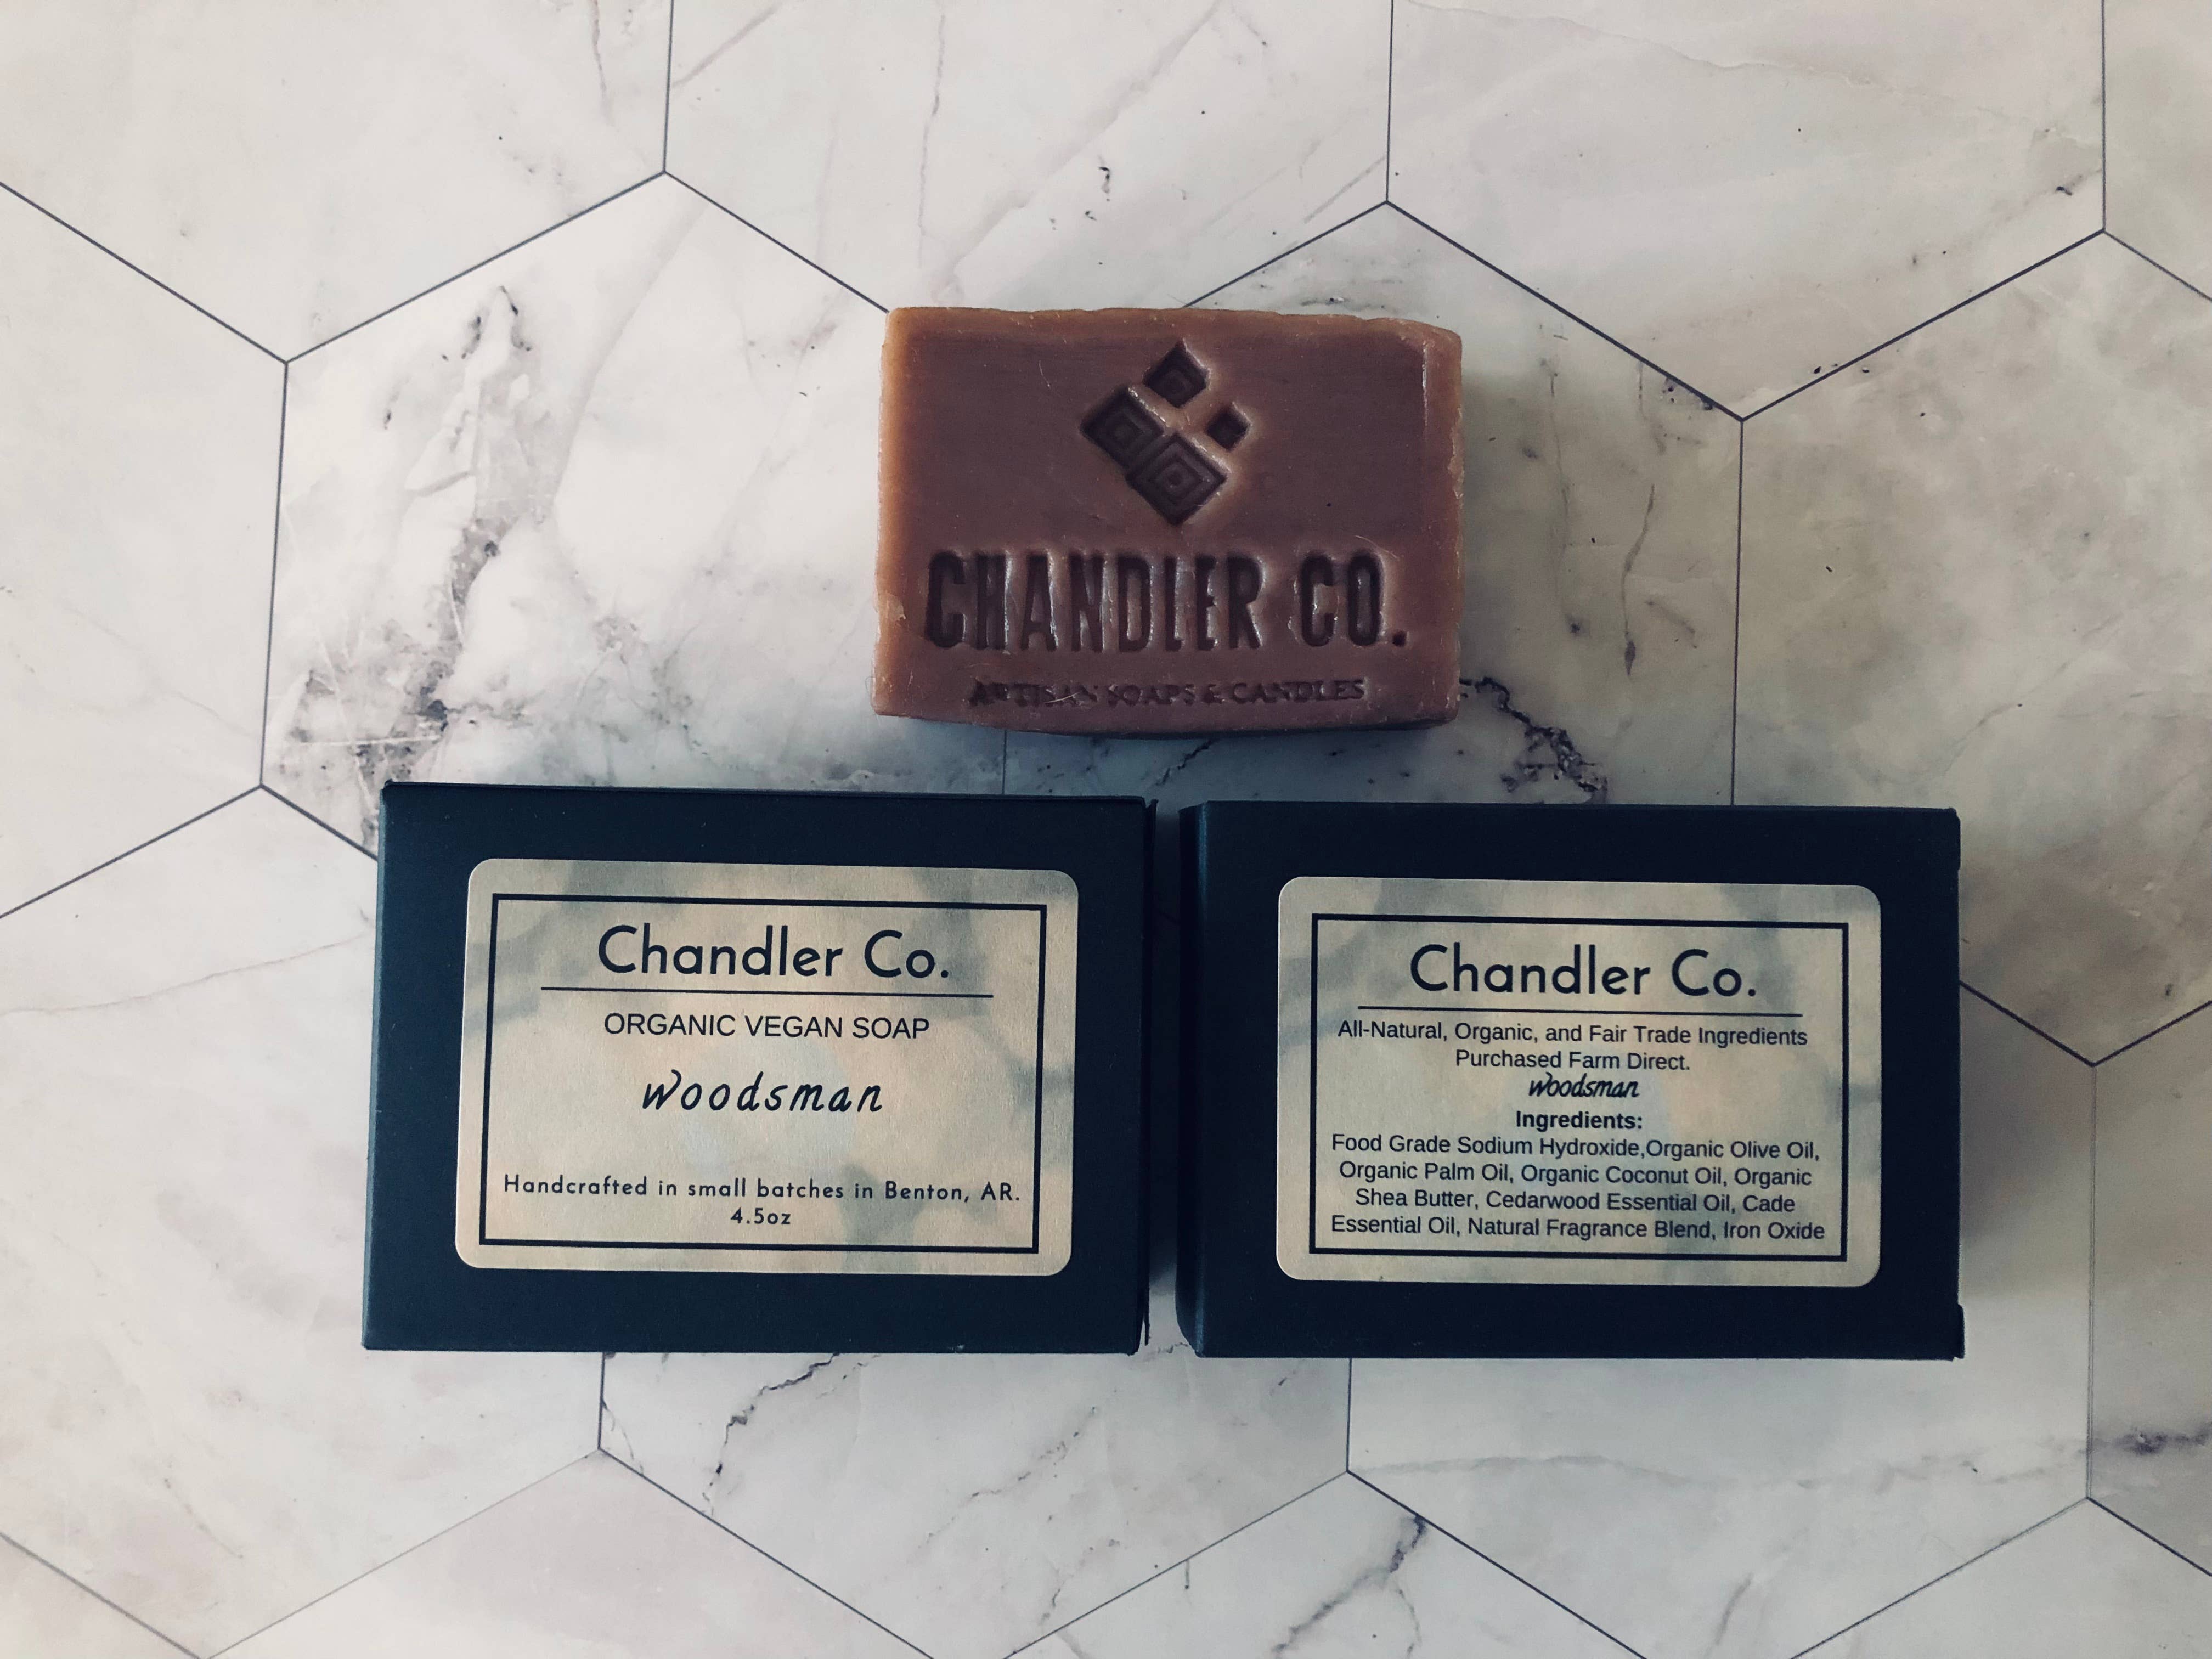 CHANDLER CO.
ARTISAN SOAPS & CANDLES
Chandler Co.
ORGANIC VEGAN SOAP
Woodsman
Handcrafted in small batches in Benton, AR.
4.5oz
Chandler Co.
All-Natural, Organic, and Fair Trade Ingredients
Purchased Farm Direct.
Woodsman
Ingredients:
Food Grade Sodium Hydroxide,Organic Olive Oil,
Organic Palm Oil, Organic Coconut Oil, Organic
Shea Butter, Cedarwood Essential Oil, Cade
Essential Oil, Natural Fragrance Blend, Iron Oxide